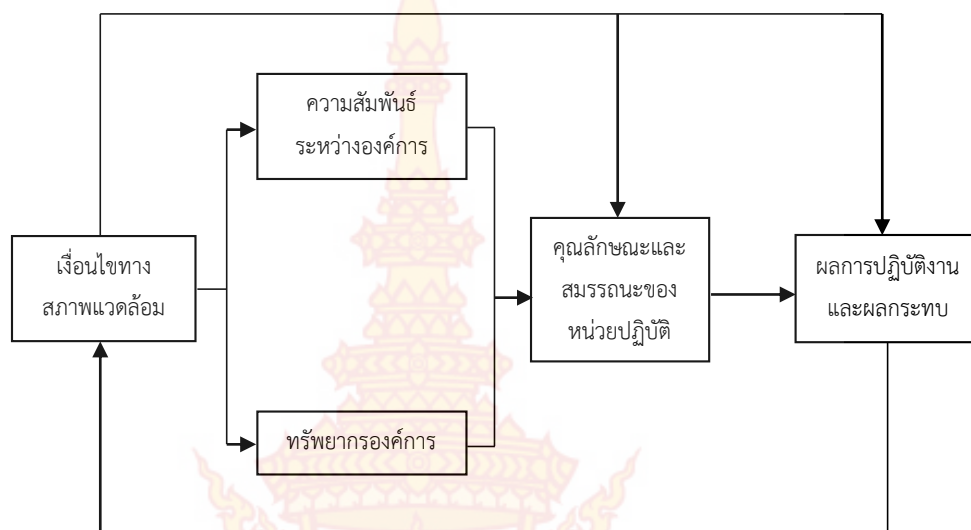 ความสัมพันธ์
ระหว่างองค์การ
เงื่อนไขทาง
สภาพแวดล้อม
คุณลักษณะและ
สมรรถนะของ
หน่วยปฏิบัติ
ผลการปฏิบัติงาน
และผลกระทบ
ทรัพยากรองค์การ